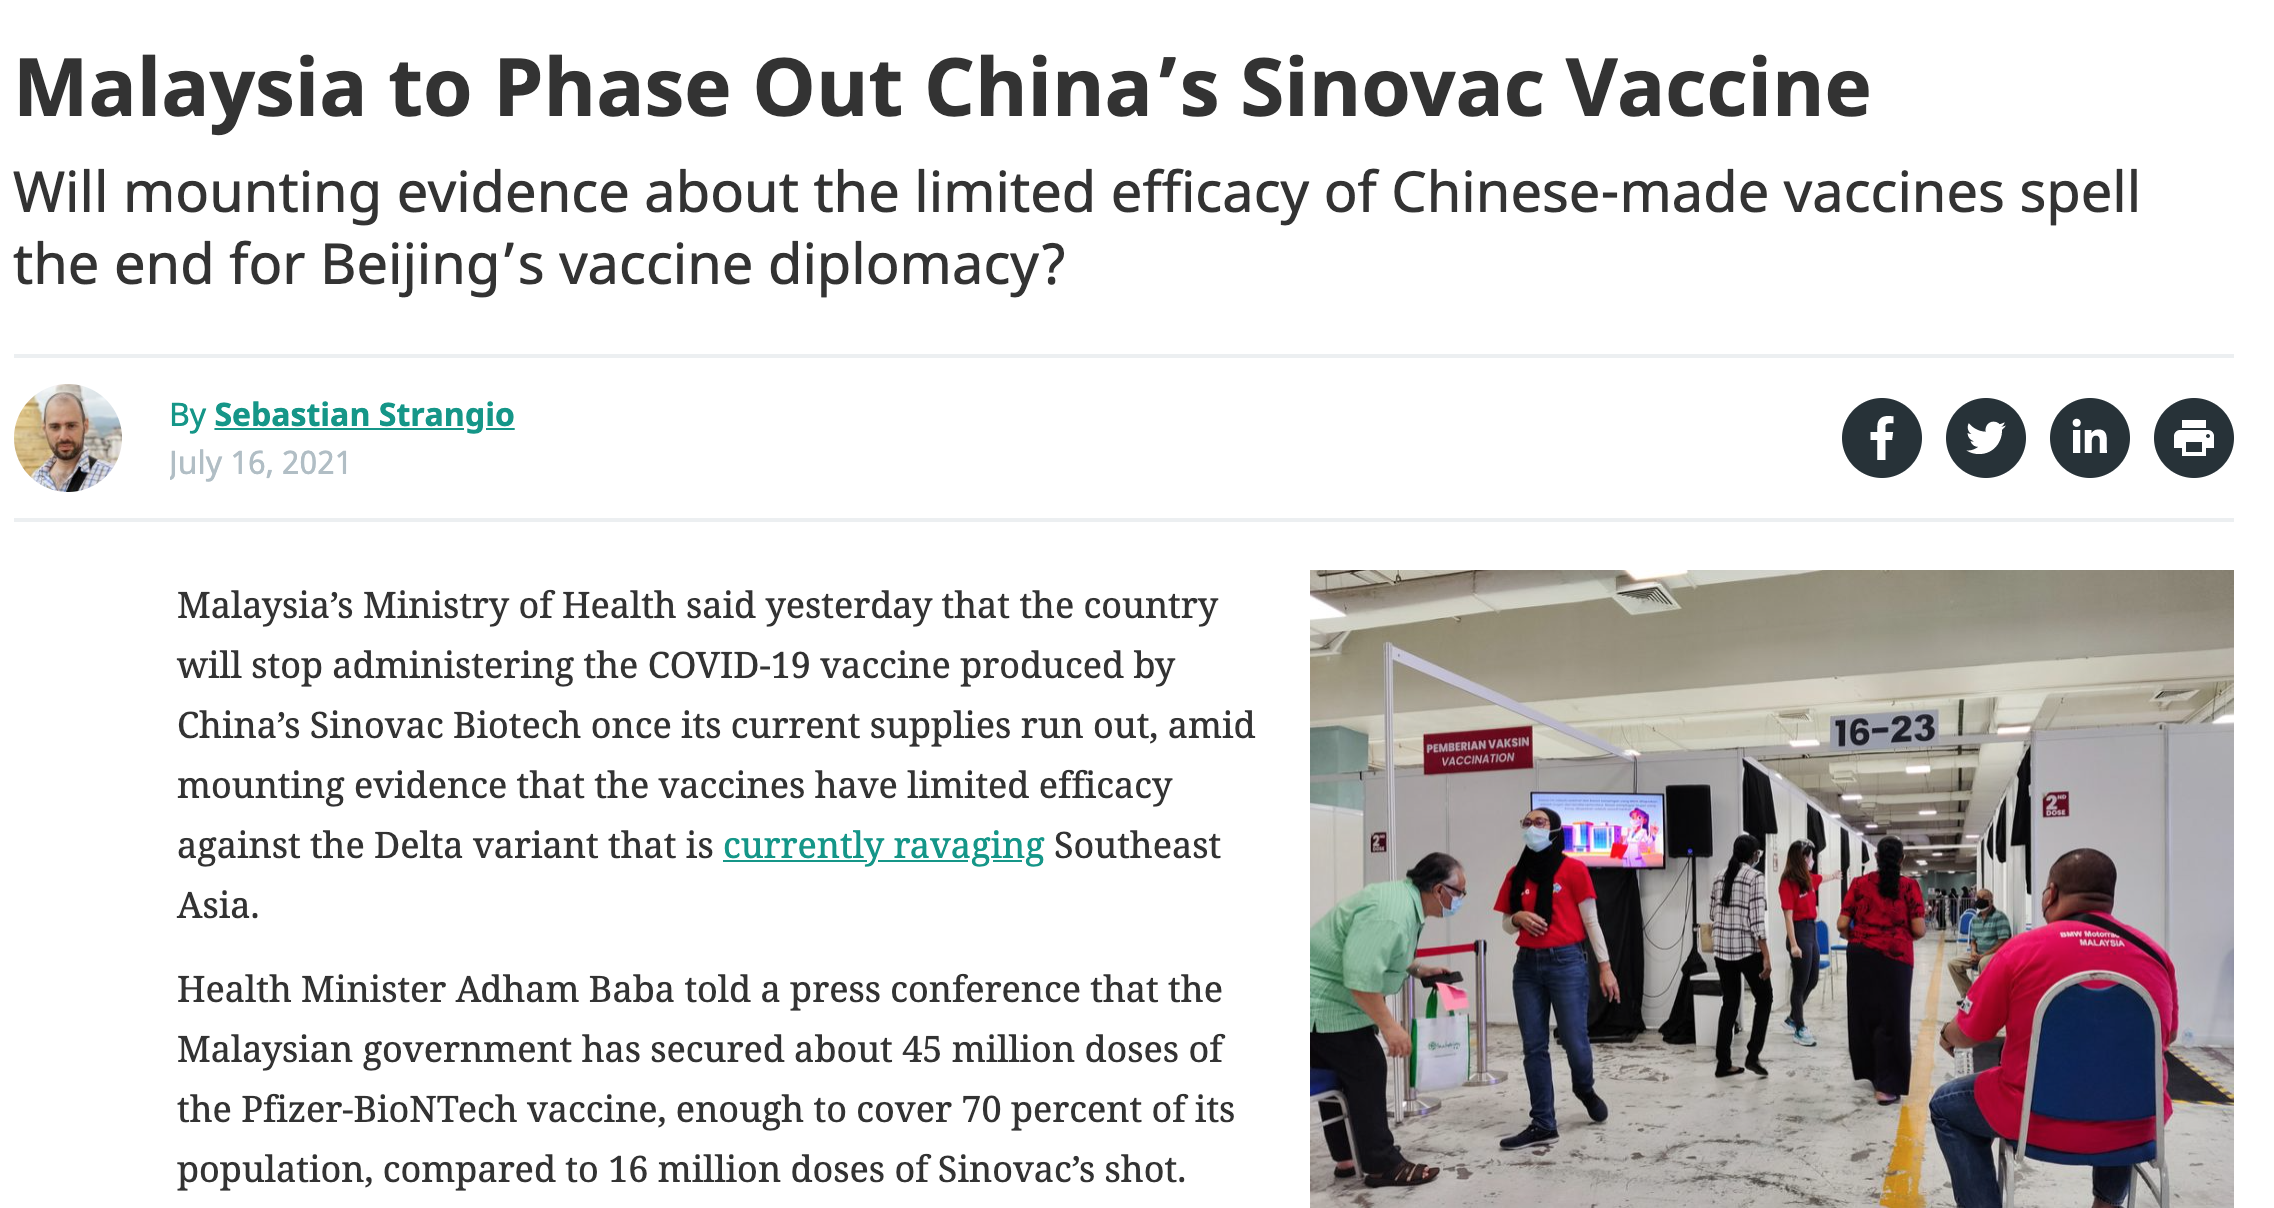 Malaysia to Phase Out China’s Sinovac Vaccine
Will mounting evidence about the limited efficacy of Chinese-made vaccines spell
the end for Beijing’s vaccine diplomacy?
By Sebastian Strangio
July 16, 2021
Malaysia’s Ministry of Health said yesterday that the country
will stop administering the COVID-19 vaccine produced by
China’s Sinovac Biotech once its current supplies run out, amid
mounting evidence that the vaccines have limited efficacy
against the Delta variant that is currently ravaging Southeast
Asia.
Health Minister Adham Baba told a press conference that the
Malaysian government has secured about 45 million doses of
the Pfizer-BioNTech vaccine, enough to cover 70 percent of its
population, compared to 16 million doses of Sinovac’s shot.
PEMBERIAN VAKSIN
VACCINATION
16-23
2ND
DOSE
2ND
DOSE
BMW
MALAYSIA